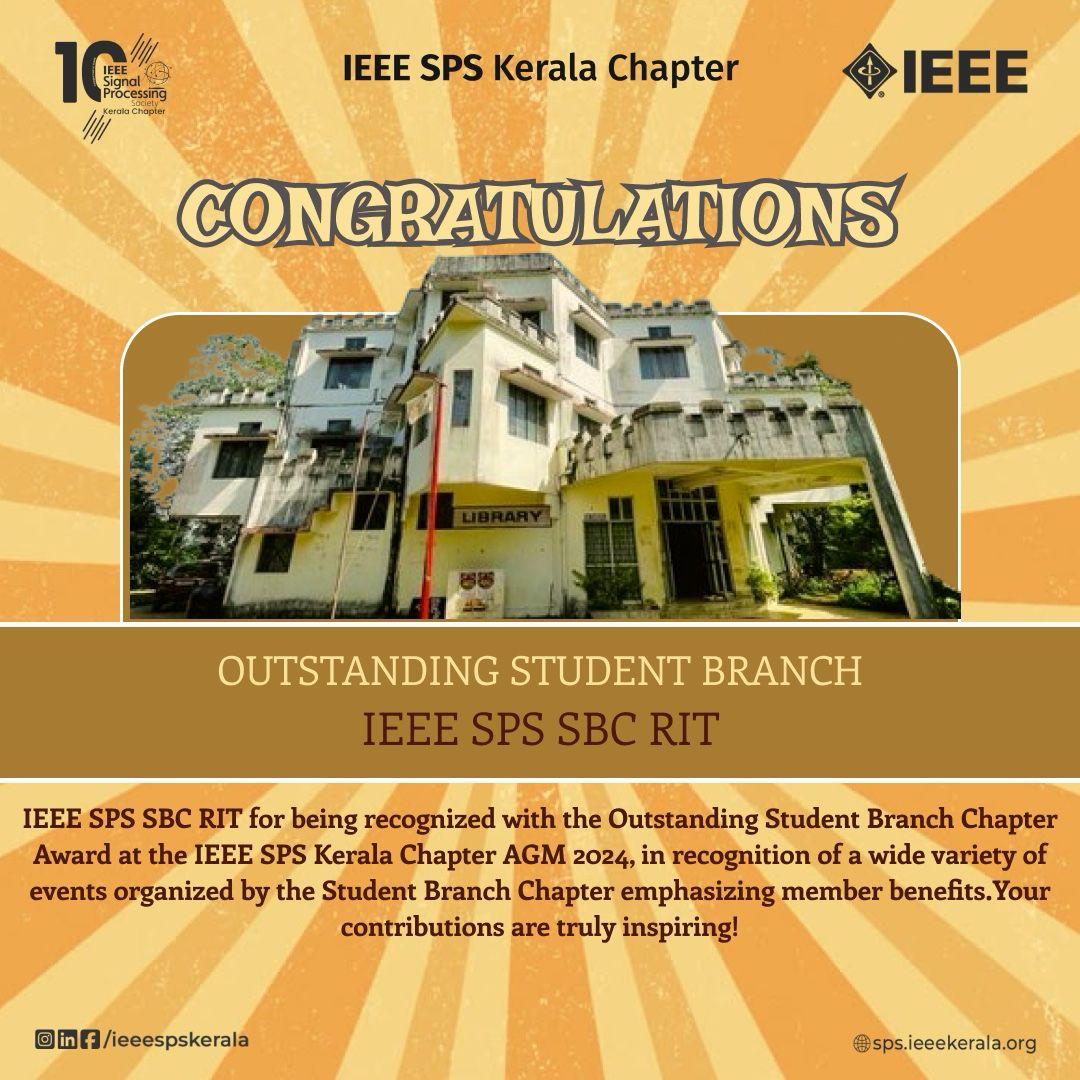 10
IEEE
Signal
Processing
Society
Kerala Chapter
IEEE SPS Kerala Chapter
IEEE
CONGRATULATIONS
LIBRARY
OUTSTANDING STUDENT BRANCH
IEEE SPS SBC RIT
IEEE SPS SBC RIT for being recognized with the Outstanding Student Branch Chapter
Award at the IEEE SPS Kerala Chapter AGM 2024, in recognition of a wide variety of
events organized by the Student Branch Chapter emphasizing member benefits.Your
contributions are truly inspiring!
/ieeespskerala
sps.ieeekerala.org